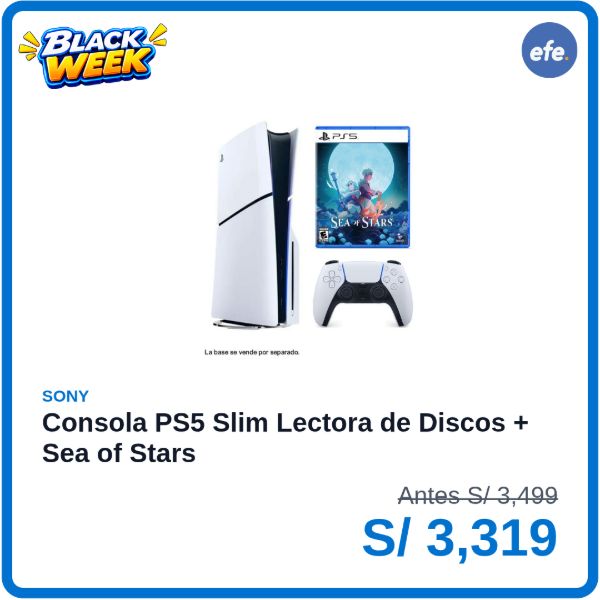 BLACK
WEEK
efe.
PS5
SEA OF STARS
La base se vende por separado.
SONY
Consola PS5 Slim Lectora de Discos +
Sea of Stars
Antes S/ 3,499
S/ 3,319